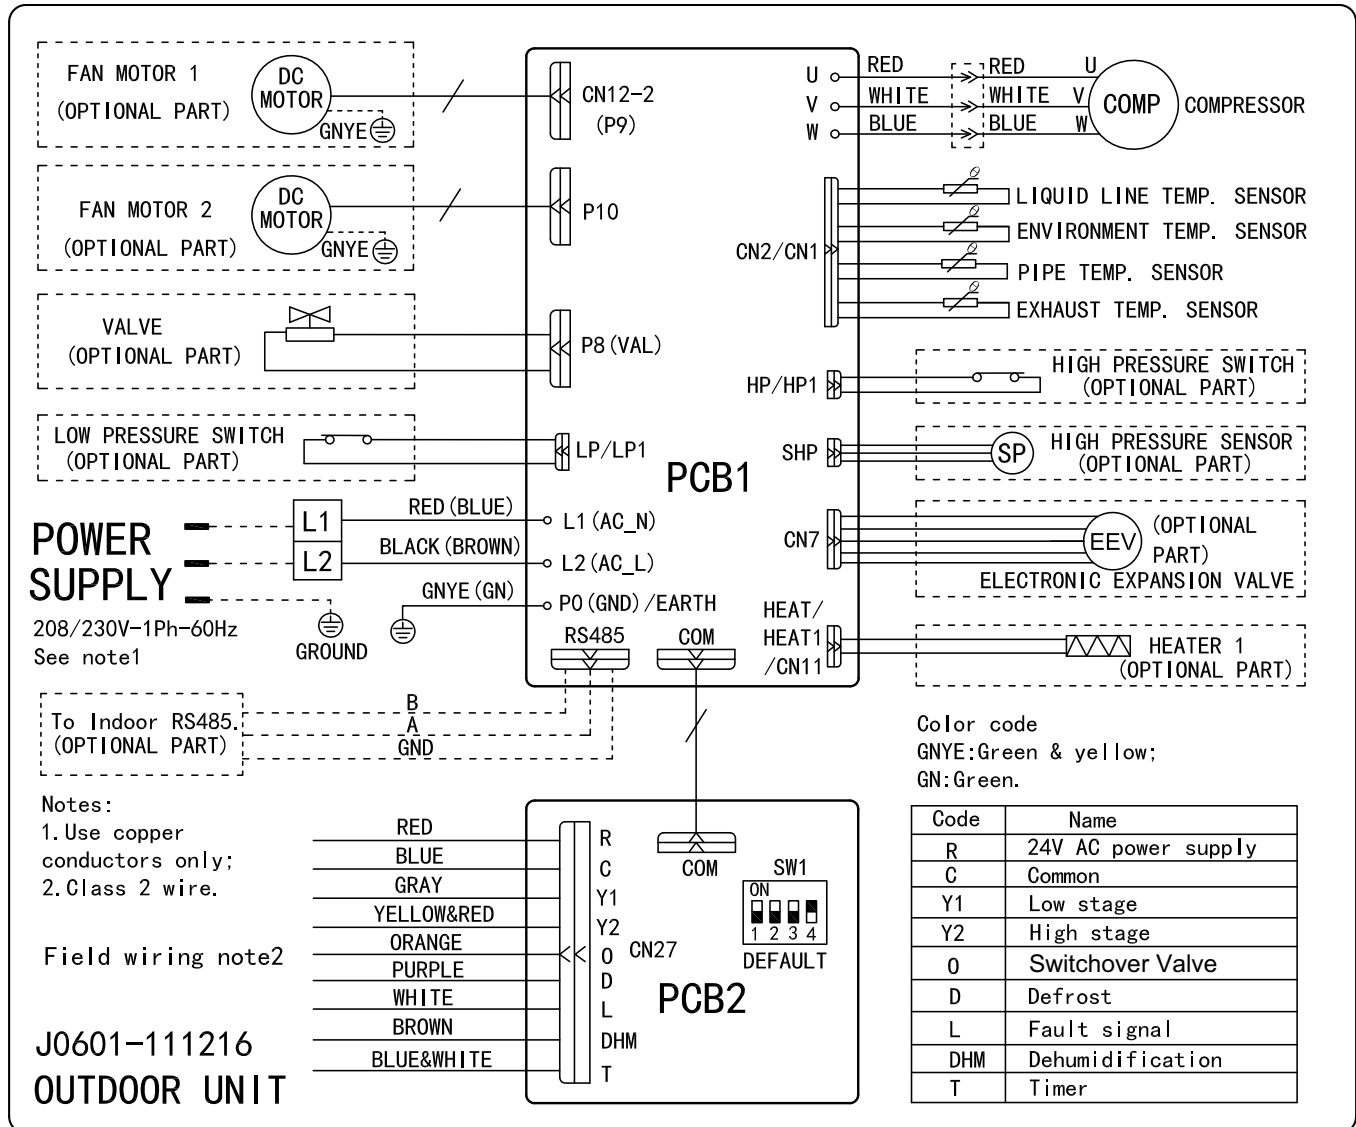 FAN MOTOR 1
(OPTIONAL PART)
DC
MOTOR
GNYE
FAN MOTOR 2
(OPTIONAL PART)
DC
MOTOR
GNYE
VALVE
(OPTIONAL PART)
LOW PRESSURE SWITCH
(OPTIONAL PART)
POWER
SUPPLY
208/230V-1Ph-60Hz
See note1
L1
L2
GROUND
RED(BLUE)
BLACK(BROWN)
GNYE(GN)
CN12-2
(P9)
P10
P8(VAL)
LP/LP1
PCB1
L1(AC_N)
L2(AC_L)
P0(GND)/EARTH
RS485
COM
U
V
W
CN2/CN1
HP/HP1
SHP
CN7
HEAT/
HEAT1
/CN11
RED
WHITE
BLUE
RED
WHITE
BLUE
U
V
W
COMP
COMPRESSOR
LIQUID LINE TEMP. SENSOR
ENVIRONMENT TEMP. SENSOR
PIPE TEMP. SENSOR
EXHAUST TEMP. SENSOR
HIGH PRESSURE SWITCH
(OPTIONAL PART)
SP
HIGH PRESSURE SENSOR
(OPTIONAL PART)
EEV
(OPTIONAL
PART)
ELECTRONIC EXPANSION VALVE
HEATER 1
(OPTIONAL PART)
To Indoor RS485.
(OPTIONAL PART)
B
A
GND
Notes:
1.Use copper
conductors only;
2.Class 2 wire.
Field wiring note2
J0601-111216
OUTDOOR UNIT
RED
BLUE
GRAY
YELLOW&RED
ORANGE
PURPLE
WHITE
BROWN
BLUE&WHITE
R
C
Y1
Y2
O
D
L
DHM
T
CN27
COM
SW1
ON
1 2 3 4
DEFAULT
PCB2
Color code
GNYE:Green & yellow;
GN:Green.
Code Name
R 24V AC power supply
C Common
Y1 Low stage
Y2 High stage
O Switchover Valve
D Defrost
L Fault signal
DHM Dehumidification
T Timer